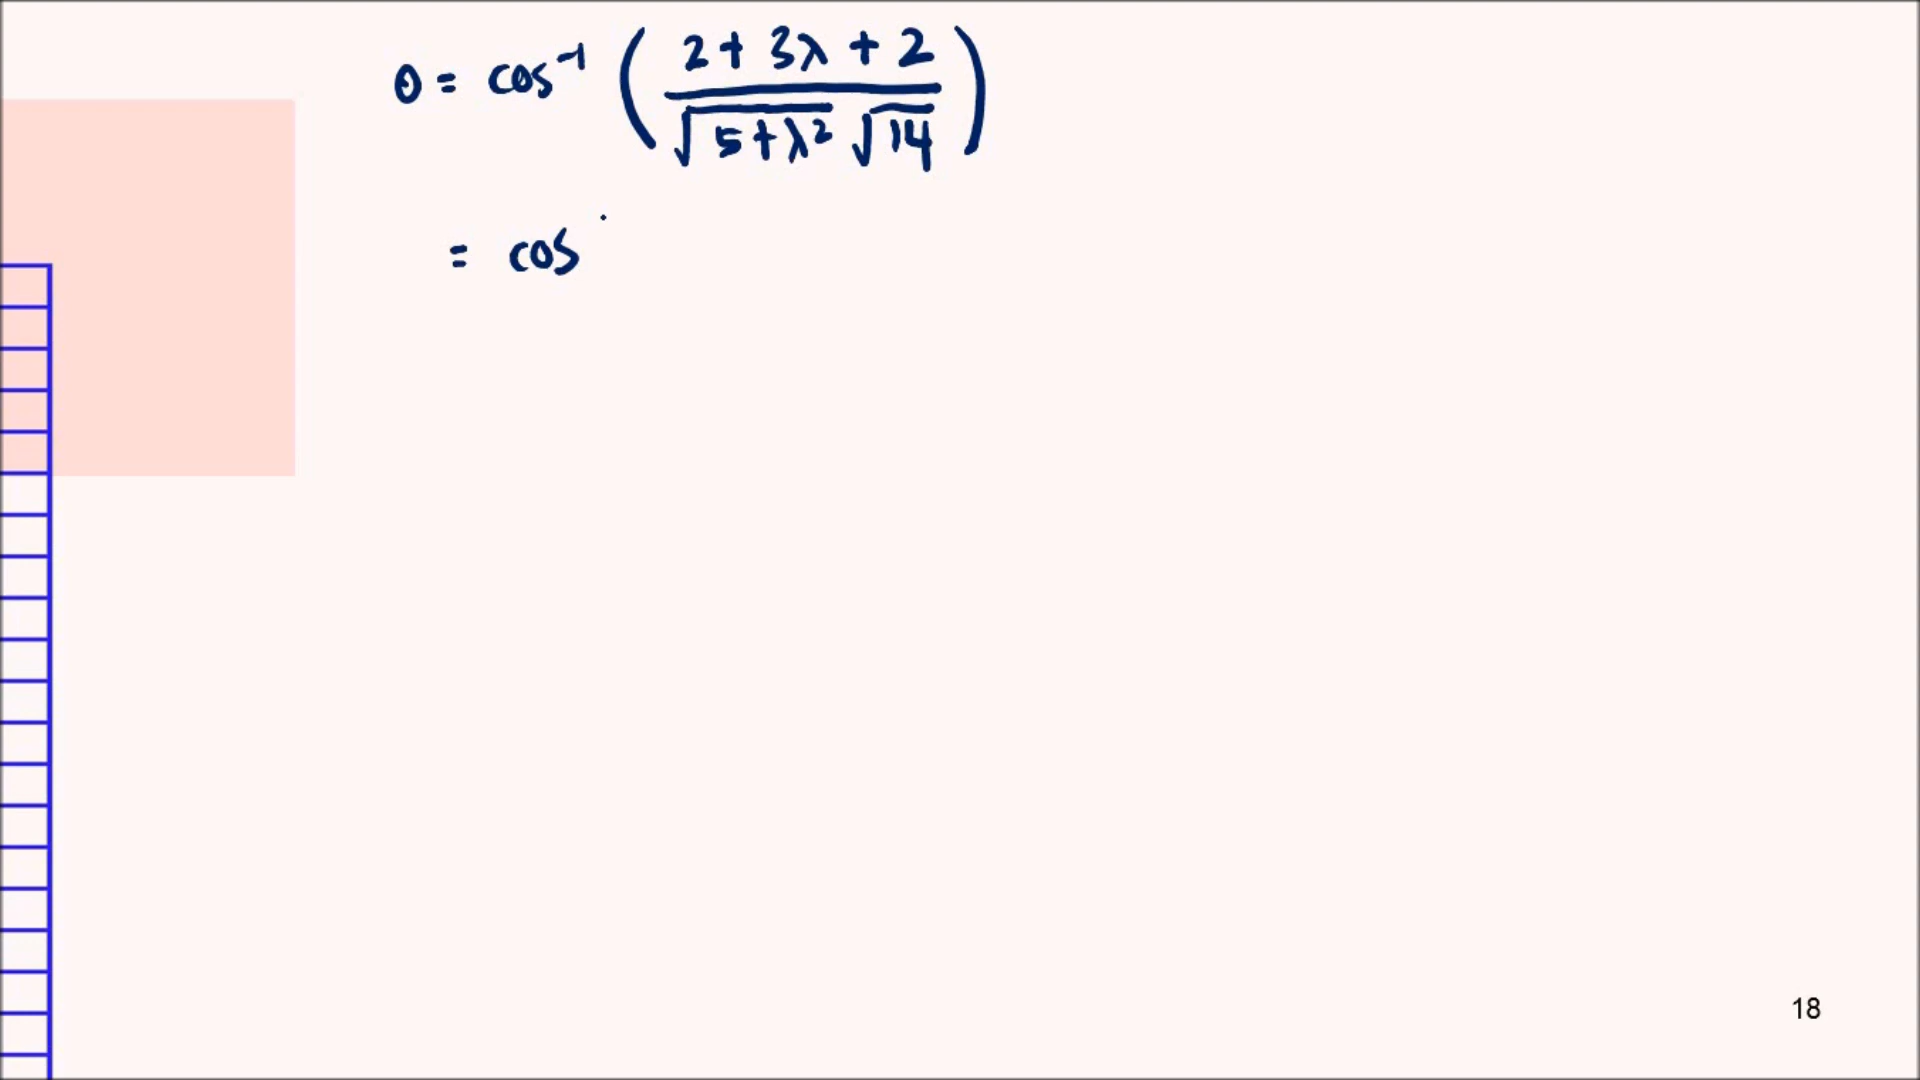 θ = cos⁻¹ ( (2 + 3λ + 2) / (√(5 + λ²) √14) )
= cos
18